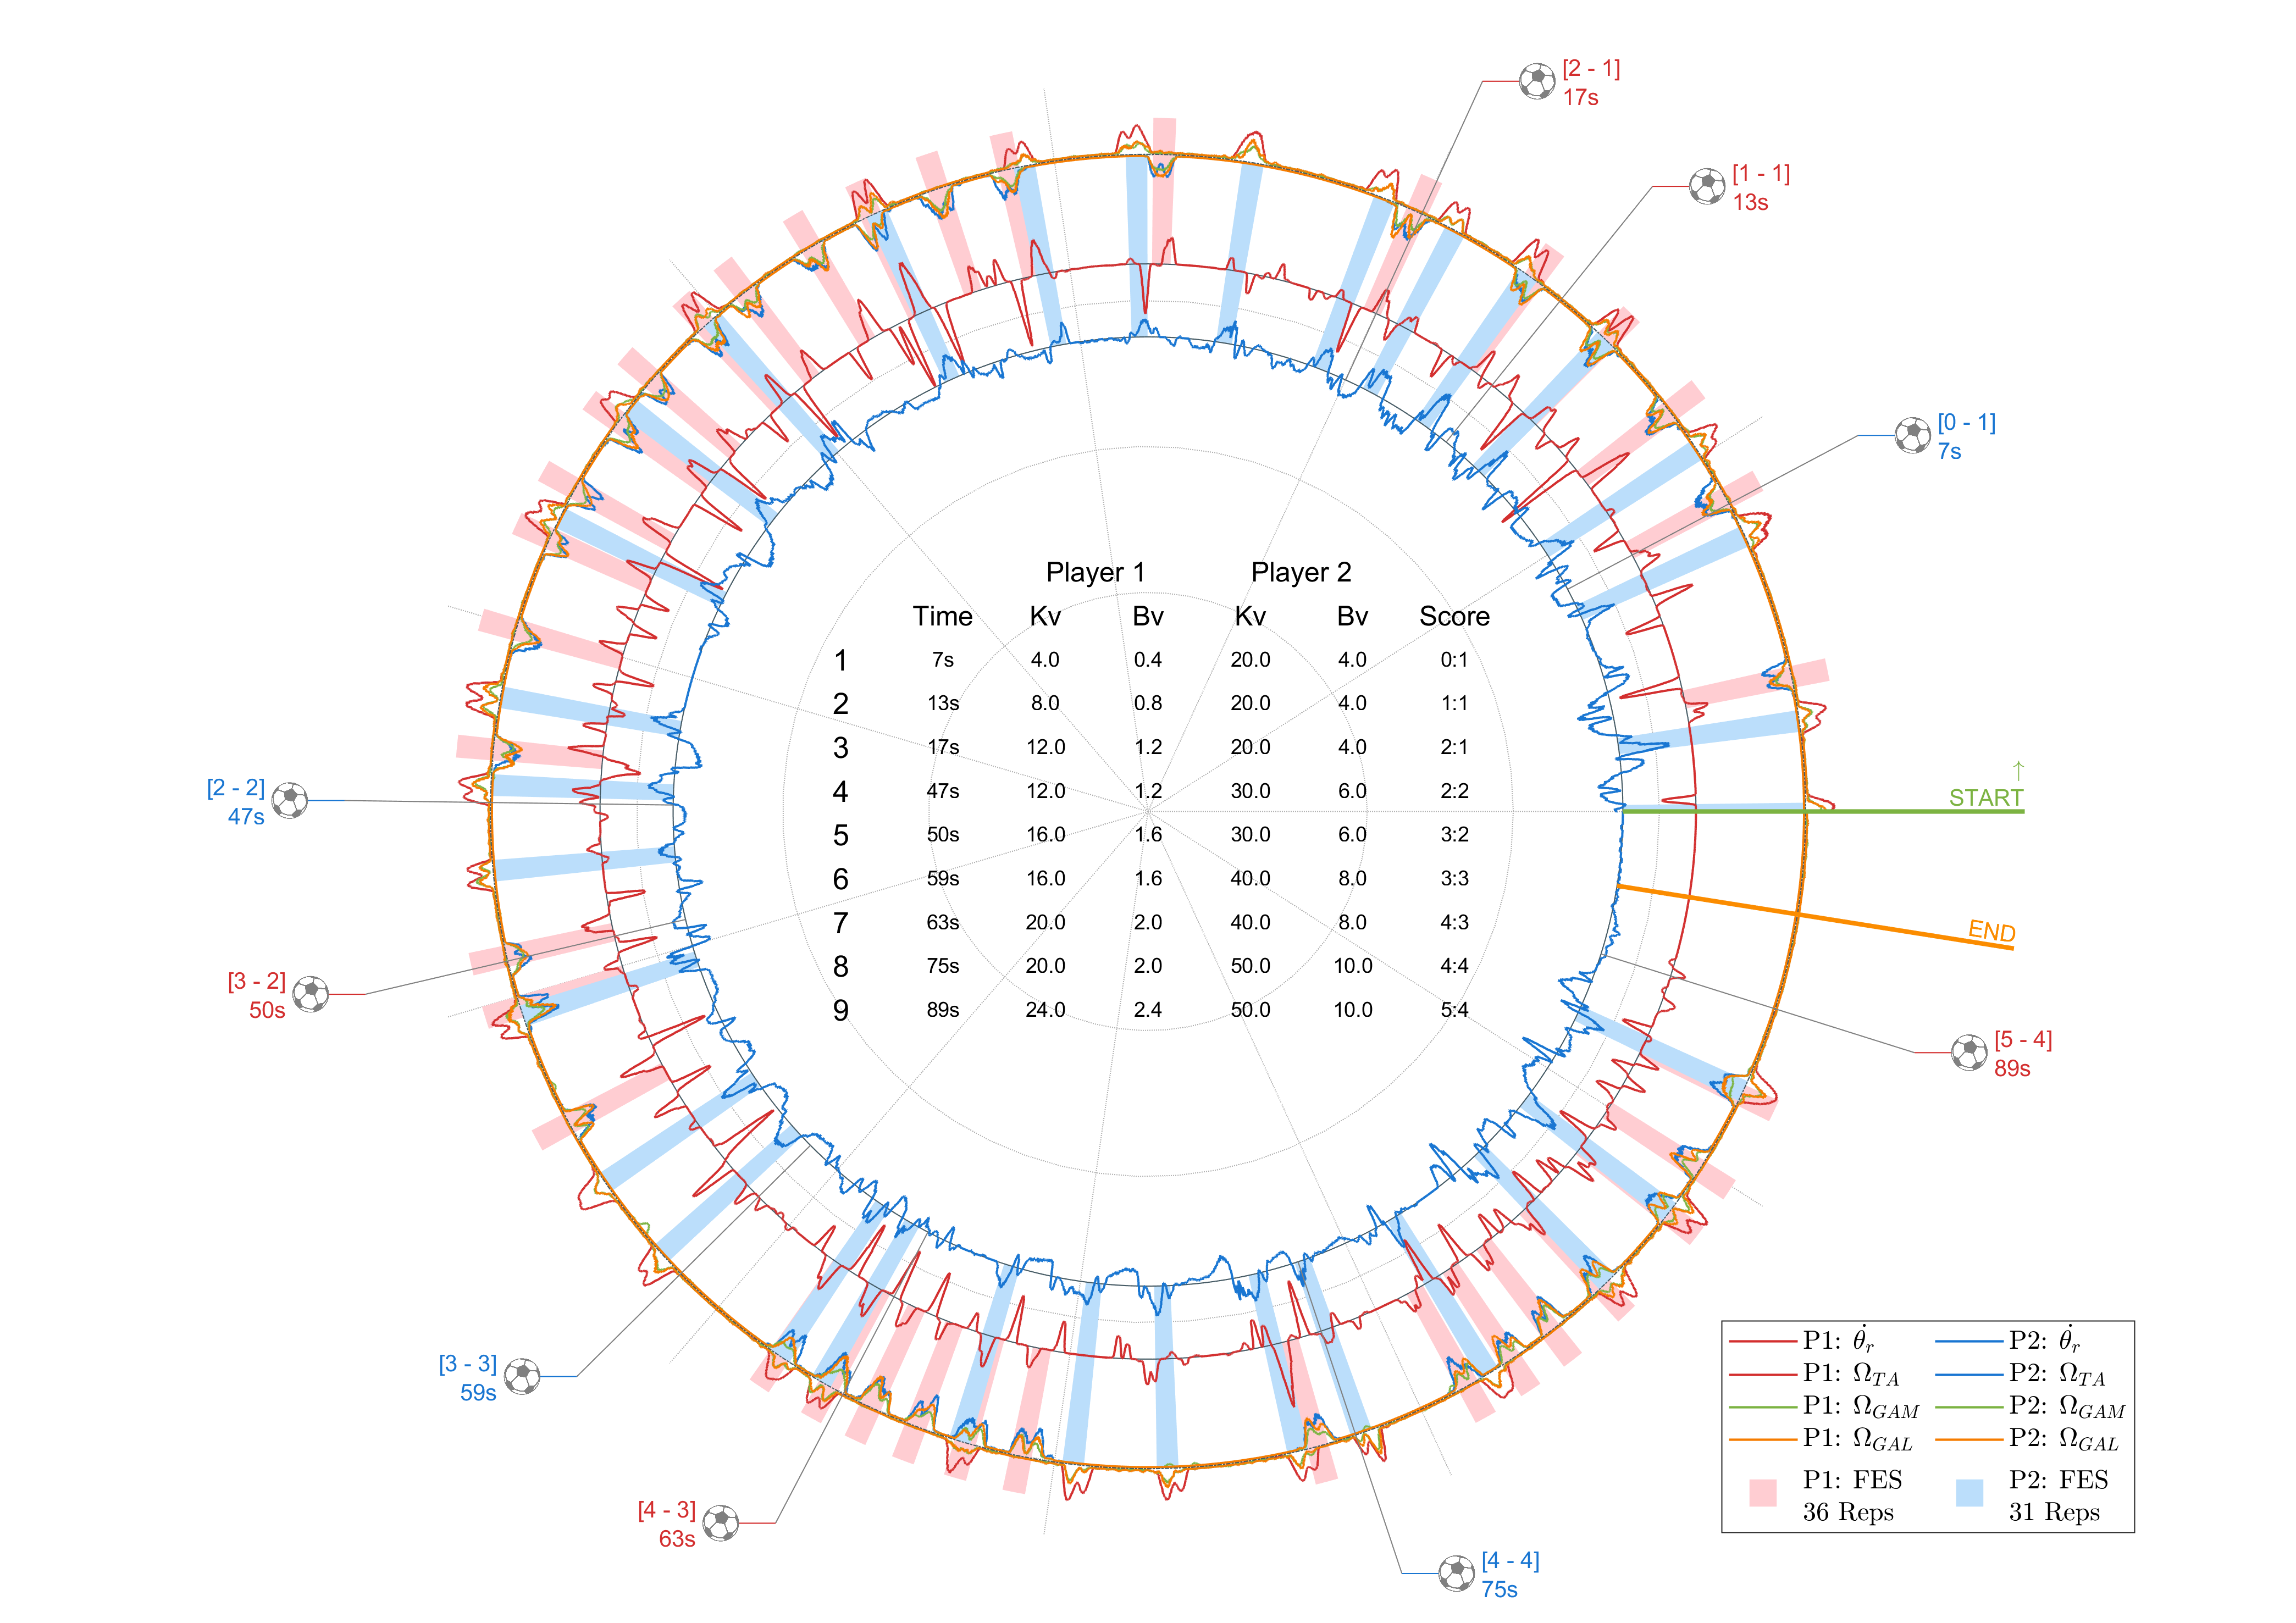 [2 - 1]
17s
[1 - 1]
13s
[0 - 1]
7s
Player 1 Player 2
Time Kv Bv Kv Bv Score
1 7s 4.0 0.4 20.0 4.0 0:1
2 13s 8.0 0.8 20.0 4.0 1:1
3 17s 12.0 1.2 20.0 4.0 2:1
4 47s 12.0 1.2 30.0 6.0 2:2
5 50s 16.0 1.6 30.0 6.0 3:2
6 59s 16.0 1.6 40.0 8.0 3:3
7 63s 20.0 2.0 40.0 8.0 4:3
8 75s 20.0 2.0 50.0 10.0 4:4
9 89s 24.0 2.4 50.0 10.0 5:4
↑
START
END
[2 - 2]
47s
[3 - 2]
50s
[5 - 4]
89s
[3 - 3]
59s
[4 - 3]
63s
[4 - 4]
75s
P1: θ̇r P2: θ̇r
P1: ΩTA P2: ΩTA
P1: ΩGAM P2: ΩGAM
P1: ΩGAL P2: ΩGAL
P1: FES P2: FES
36 Reps 31 Reps